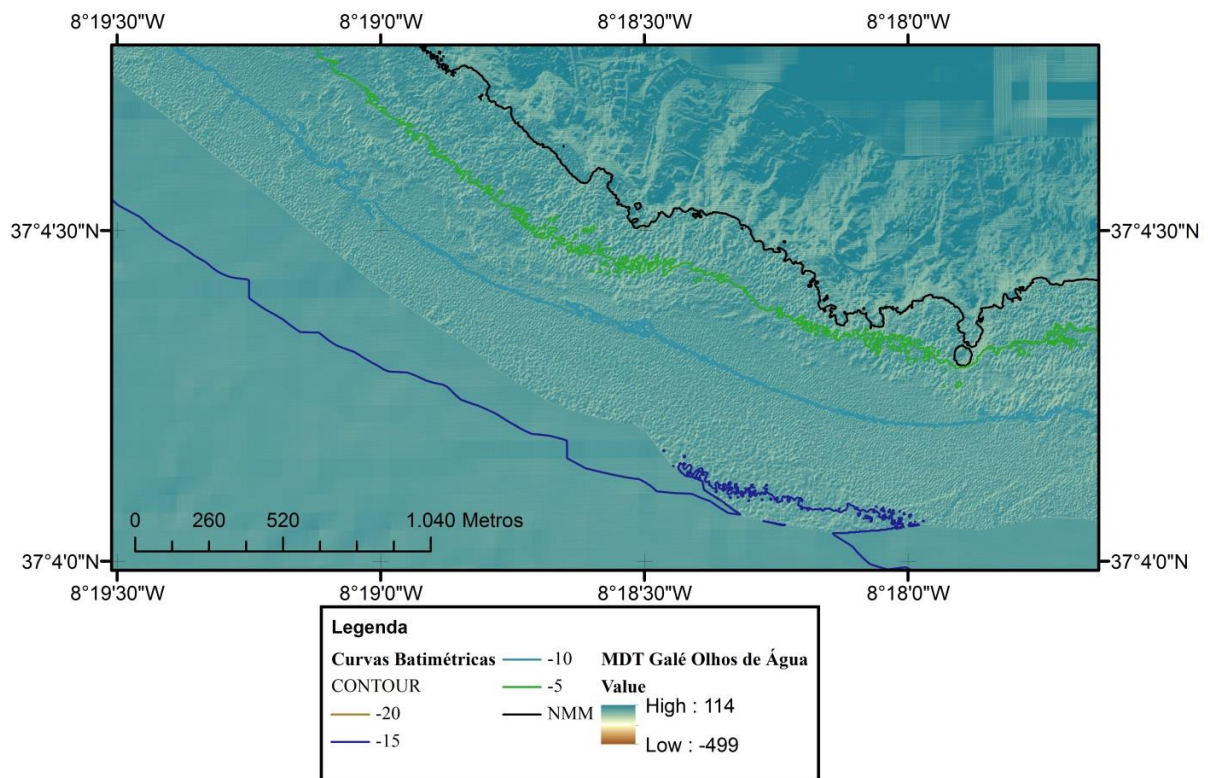 8°19'30"W 8°19'0"W 8°18'30"W 8°18'0"W
37°4'30"N 37°4'30"N
0 260 520 1.040 Metros
37°4'0"N 37°4'0"N
8°19'30"W 8°19'0"W 8°18'30"W 8°18'0"W
Legenda
Curvas Batimétricas
CONTOUR
-20
-15
-10
-5
NMM
MDT Galé Olhos de Água
Value
High : 114
Low : -499